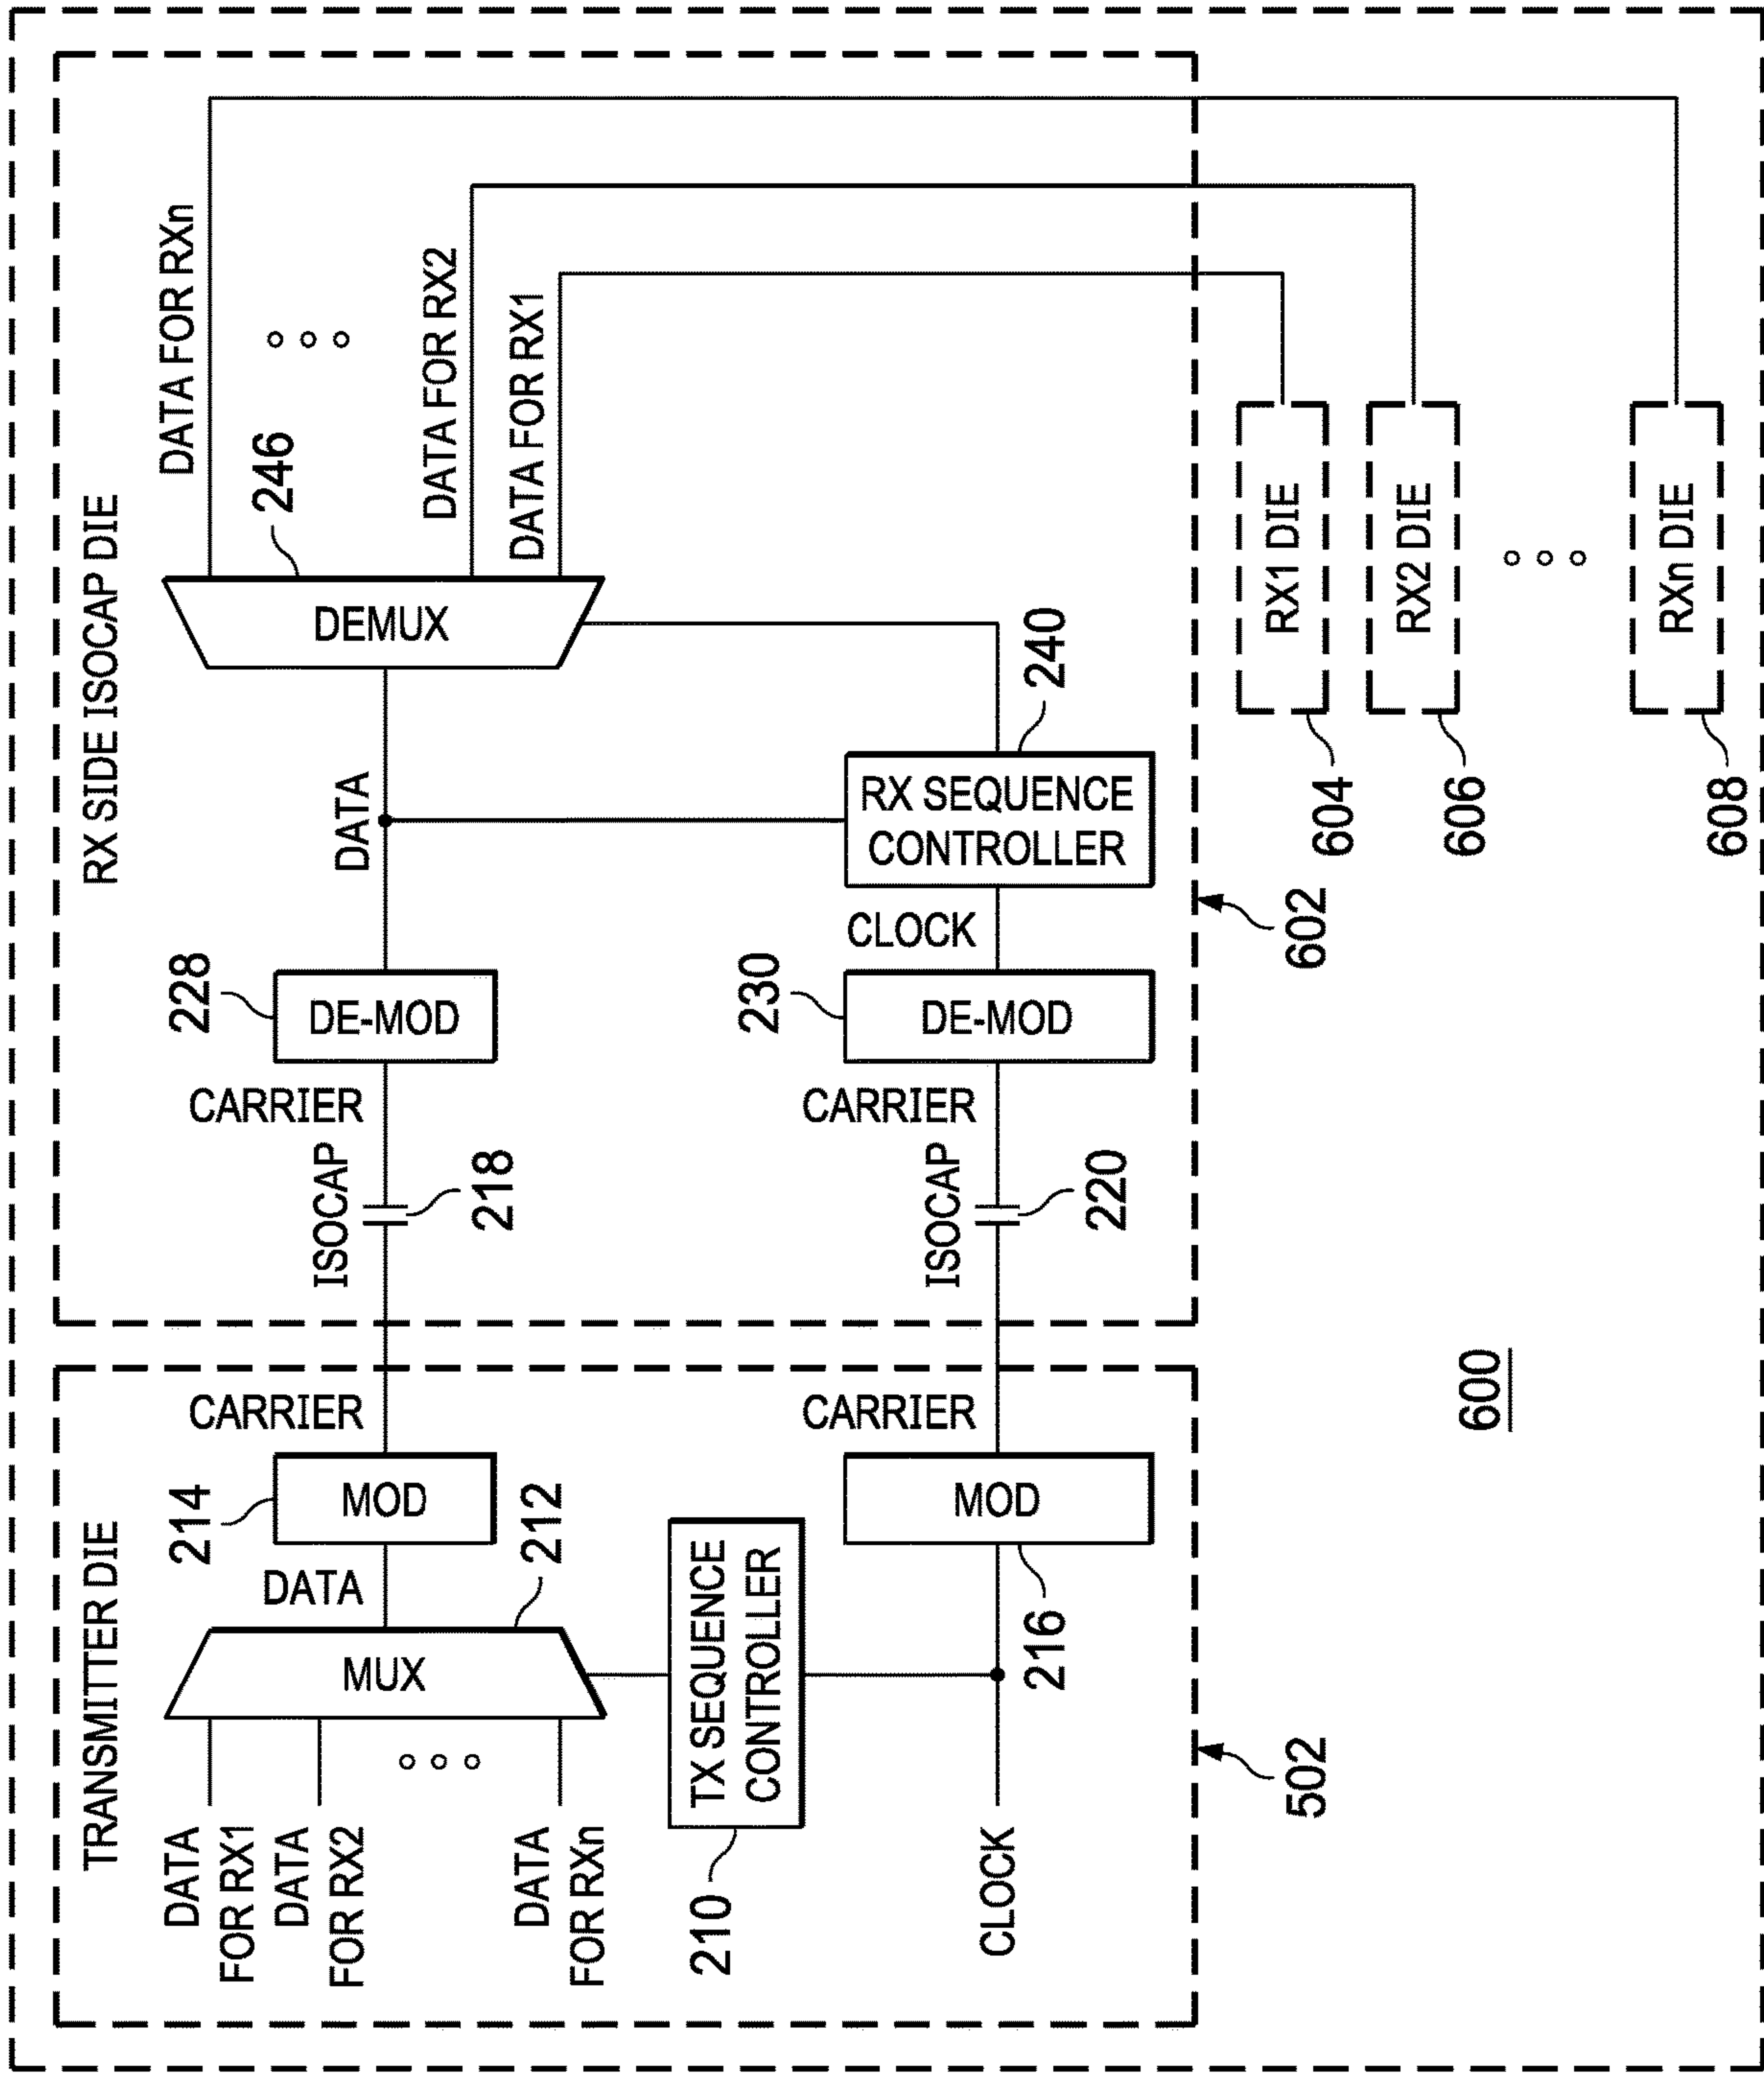 TRANSMITTER DIE
DATA
FOR RX1
DATA
FOR RX2
DATA
FOR RXn
MUX
212
DATA
214
MOD
CARRIER
210
TX SEQUENCE
CONTROLLER
CLOCK
216
MOD
CARRIER
502
RX SIDE ISOCAP DIE
ISOCAP
218
CARRIER
228
DE-MOD
DATA
DEMUX
246
DATA FOR RXn
DATA FOR RX2
DATA FOR RX1
ISOCAP
220
CARRIER
230
DE-MOD
CLOCK
RX SEQUENCE
CONTROLLER
240
602
604
RX1 DIE
606
RX2 DIE
608
RXn DIE
600